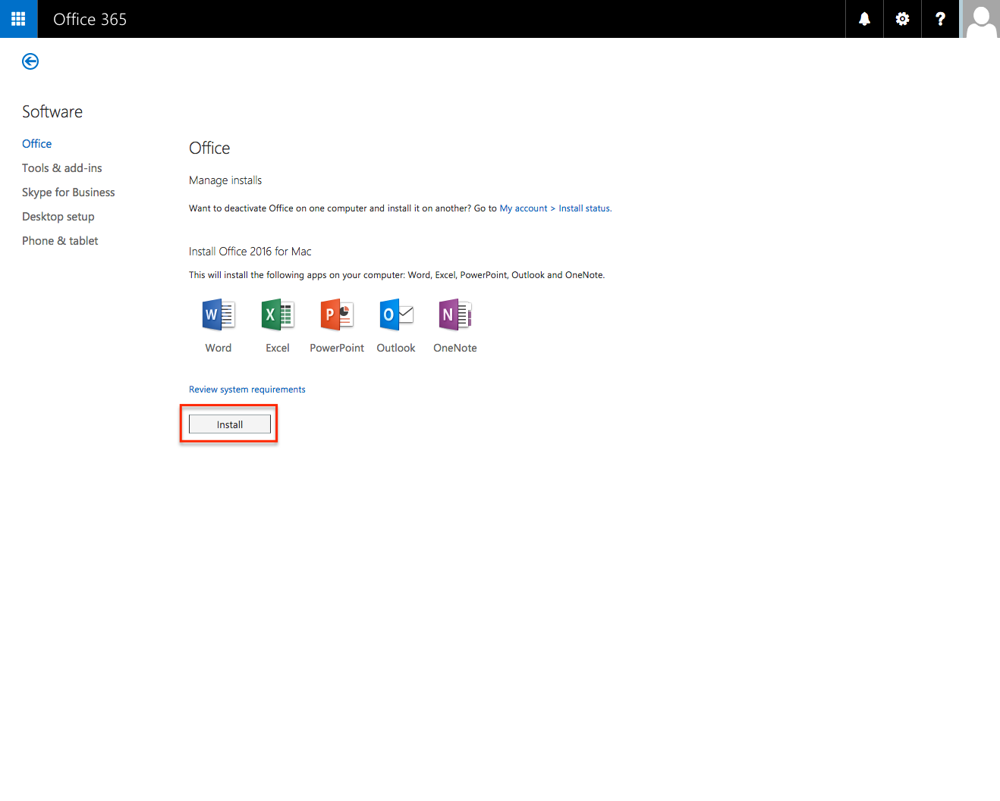 Office 365
Software
Office
Tools & add-ins
Skype for Business
Desktop setup
Phone & tablet
Office
Manage installs
Want to deactivate Office on one computer and install it on another? Go to My account > Install status.
Install Office 2016 for Mac
This will install the following apps on your computer: Word, Excel, PowerPoint, Outlook and OneNote.
W X P O N
Word Excel PowerPoint Outlook OneNote
Review system requirements
Install